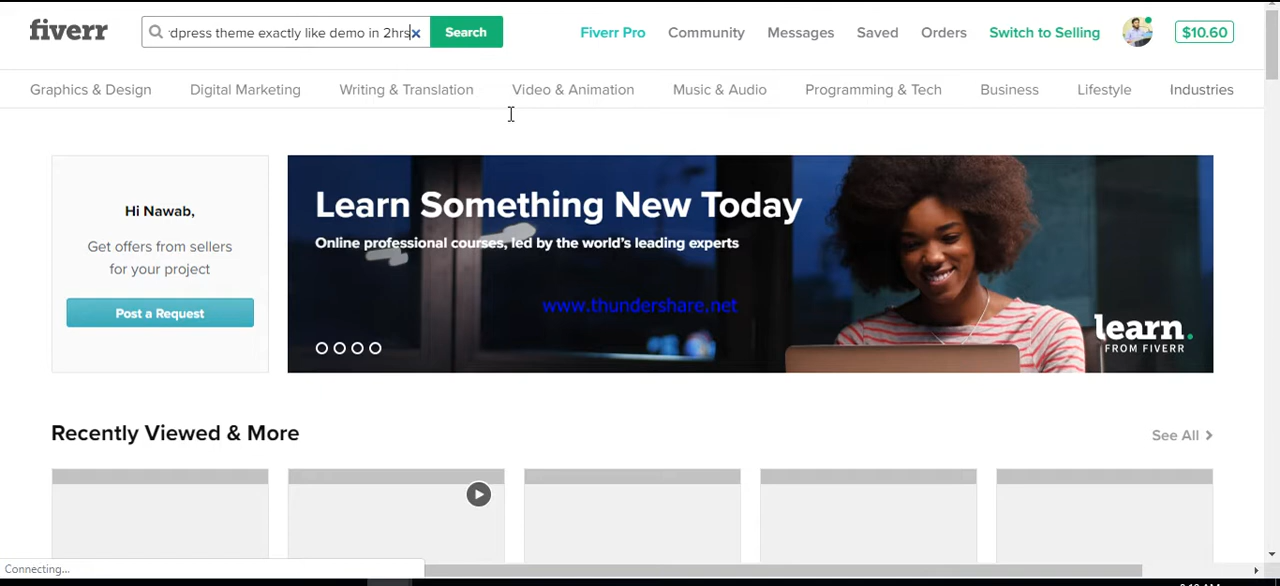 fiverr
dpress theme exactly like demo in 2hrs
Search
Fiverr Pro
Community
Messages
Saved
Orders
Switch to Selling
$10.60
Graphics & Design
Digital Marketing
Writing & Translation
Video & Animation
Music & Audio
Programming & Tech
Business
Lifestyle
Industries
Hi Nawab,
Get offers from sellers
for your project
Post a Request
Learn Something New Today
Online professional courses, led by the world's leading experts
www.thundershare.net
learn.
FROM FIVERR
Recently Viewed & More
See All
Connecting...